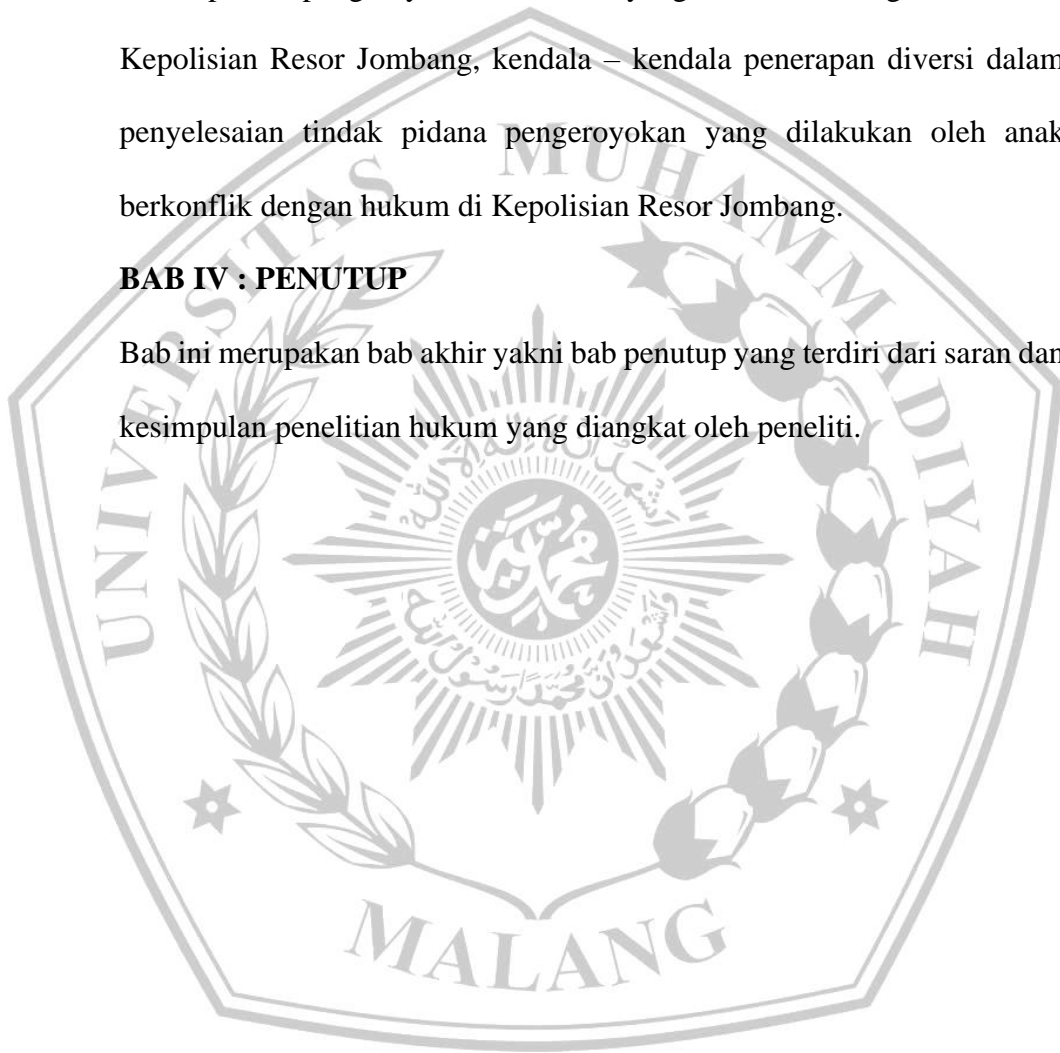 Kepolisian Resor Jombang, kendala – kendala penerapan diversi dalam
penyelesaian tindak pidana pengeroyokan yang dilakukan oleh anak
berkonflik dengan hukum di Kepolisian Resor Jombang.
BAB IV : PENUTUP
Bab ini merupakan bab akhir yakni bab penutup yang terdiri dari saran dan
kesimpulan penelitian hukum yang diangkat oleh peneliti.
UNIVERSITAS MUHAMMADIYAH
MALANG